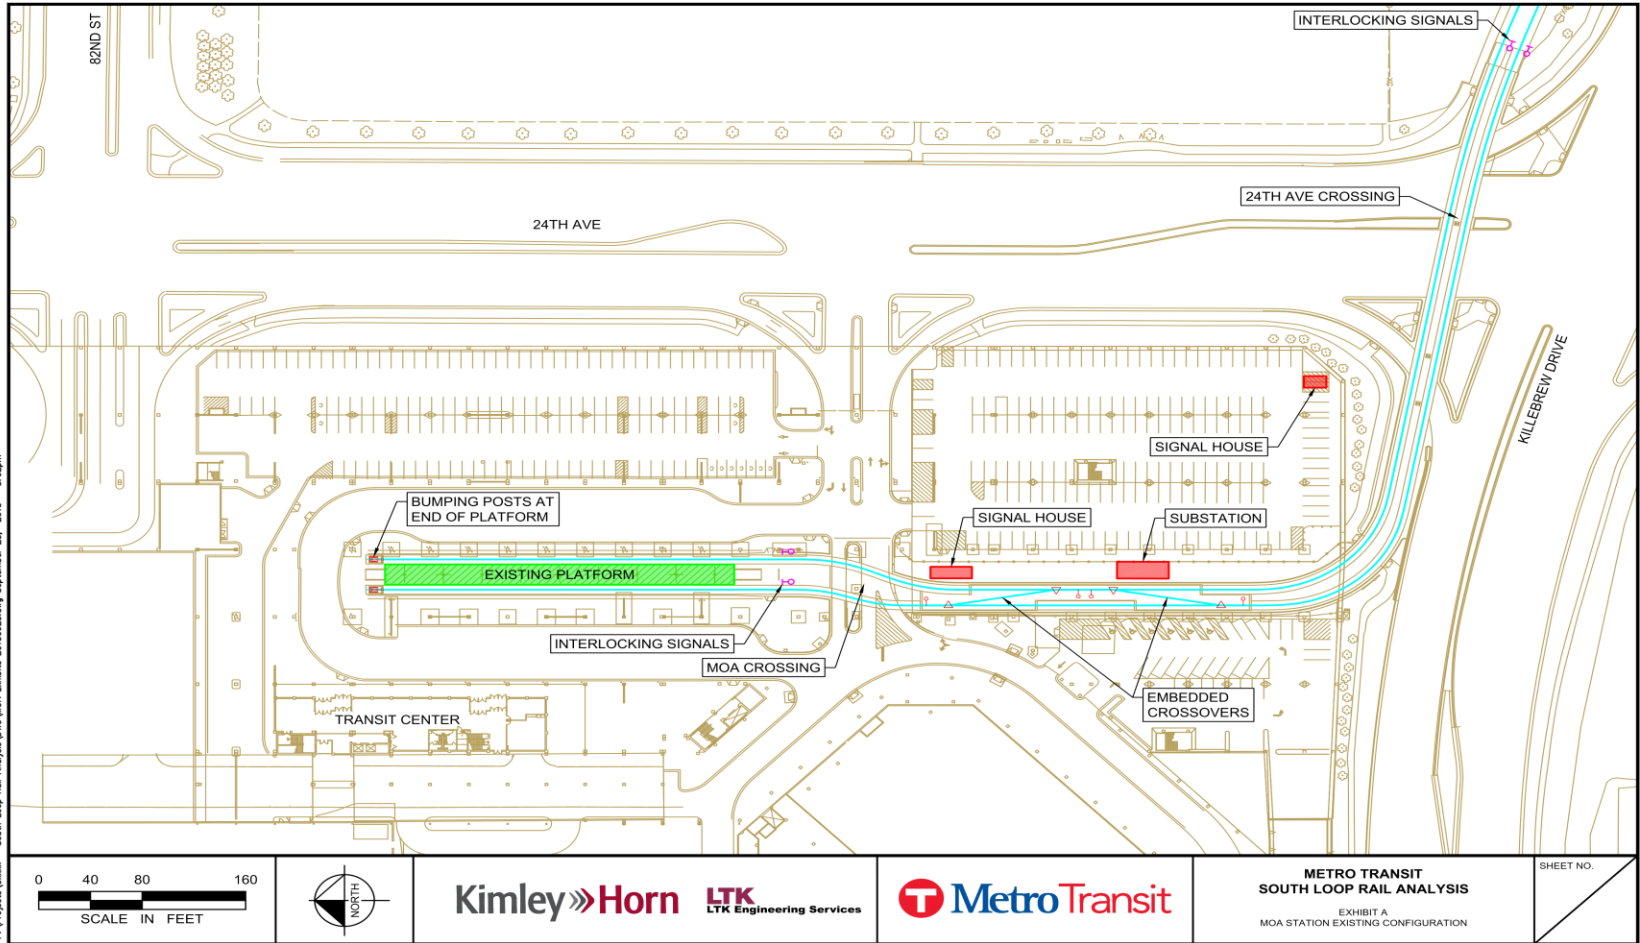 INTERLOCKING SIGNALS
82ND ST
24TH AVE CROSSING
24TH AVE
KILLEBREW DRIVE
SIGNAL HOUSE
BUMPING POSTS AT
END OF PLATFORM
SIGNAL HOUSE
SUBSTATION
EXISTING PLATFORM
INTERLOCKING SIGNALS
MOA CROSSING
EMBEDDED
CROSSOVERS
TRANSIT CENTER
0 40 80 160
SCALE IN FEET
NORTH
Kimley»Horn
LTK
LTK Engineering Services
T MetroTransit
METRO TRANSIT
SOUTH LOOP RAIL ANALYSIS
EXHIBIT A
MOA STATION EXISTING CONFIGURATION
SHEET NO.